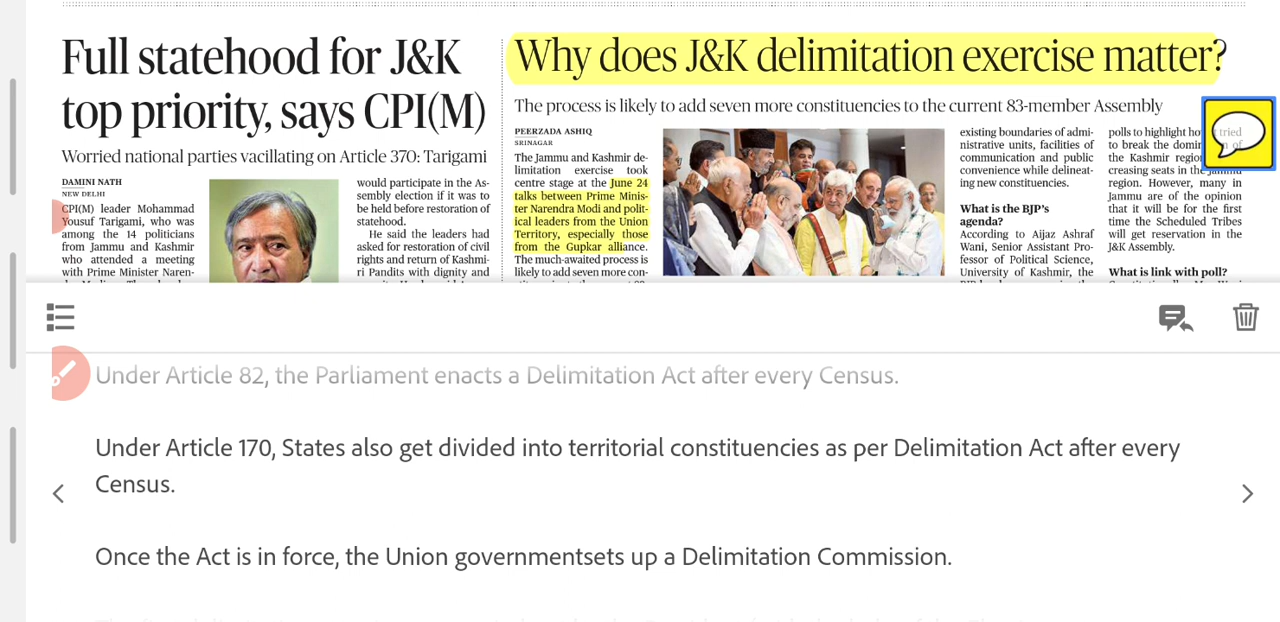 Full statehood for J&K
top priority, says CPI(M)
Worried national parties vacillating on Article 370: Tarigami
DAMINI NATH
NEW DELHI
CPI(M) leader Mohammad
Yousuf Tarigami, who was
among the 14 politicians
from Jammu and Kashmir
who attended a meeting
with Prime Minister Naren-
would participate in the As-
sembly election if it was to
be held before restoration of
statehood.
He said the leaders had
asked for restoration of civil
rights and return of Kashmi-
ri Pandits with dignity and
Why does J&K delimitation exercise matter?
The process is likely to add seven more constituencies to the current 83-member Assembly
PEERZADA ASHIQ
SRINAGAR
The Jammu and Kashmir de-
limitation exercise took
centre stage at the June 24
talks between Prime Minis-
ter Narendra Modi and polit-
ical leaders from the Union
Territory, especially those
from the Gupkar alliance.
The much-awaited process is
likely to add seven more con-
existing boundaries of admi-
nistrative units, facilities of
communication and public
convenience while delineat-
ing new constituencies.
What is the BJP's
agenda?
According to Aijaz Ashraf
Wani, Senior Assistant Pro-
fessor of Political Science,
University of Kashmir, the
polls to highlight tried
to break the of
the Kashmir
creasing seats in the Jammu
region. However, many in
Jammu are of the opinion
that it will be for the first
time the Scheduled Tribes
will get reservation in the
J&K Assembly.
What is link with poll?
Under Article 82, the Parliament enacts a Delimitation Act after every Census.
Under Article 170, States also get divided into territorial constituencies as per Delimitation Act after every
Census.
Once the Act is in force, the Union governmentsets up a Delimitation Commission.